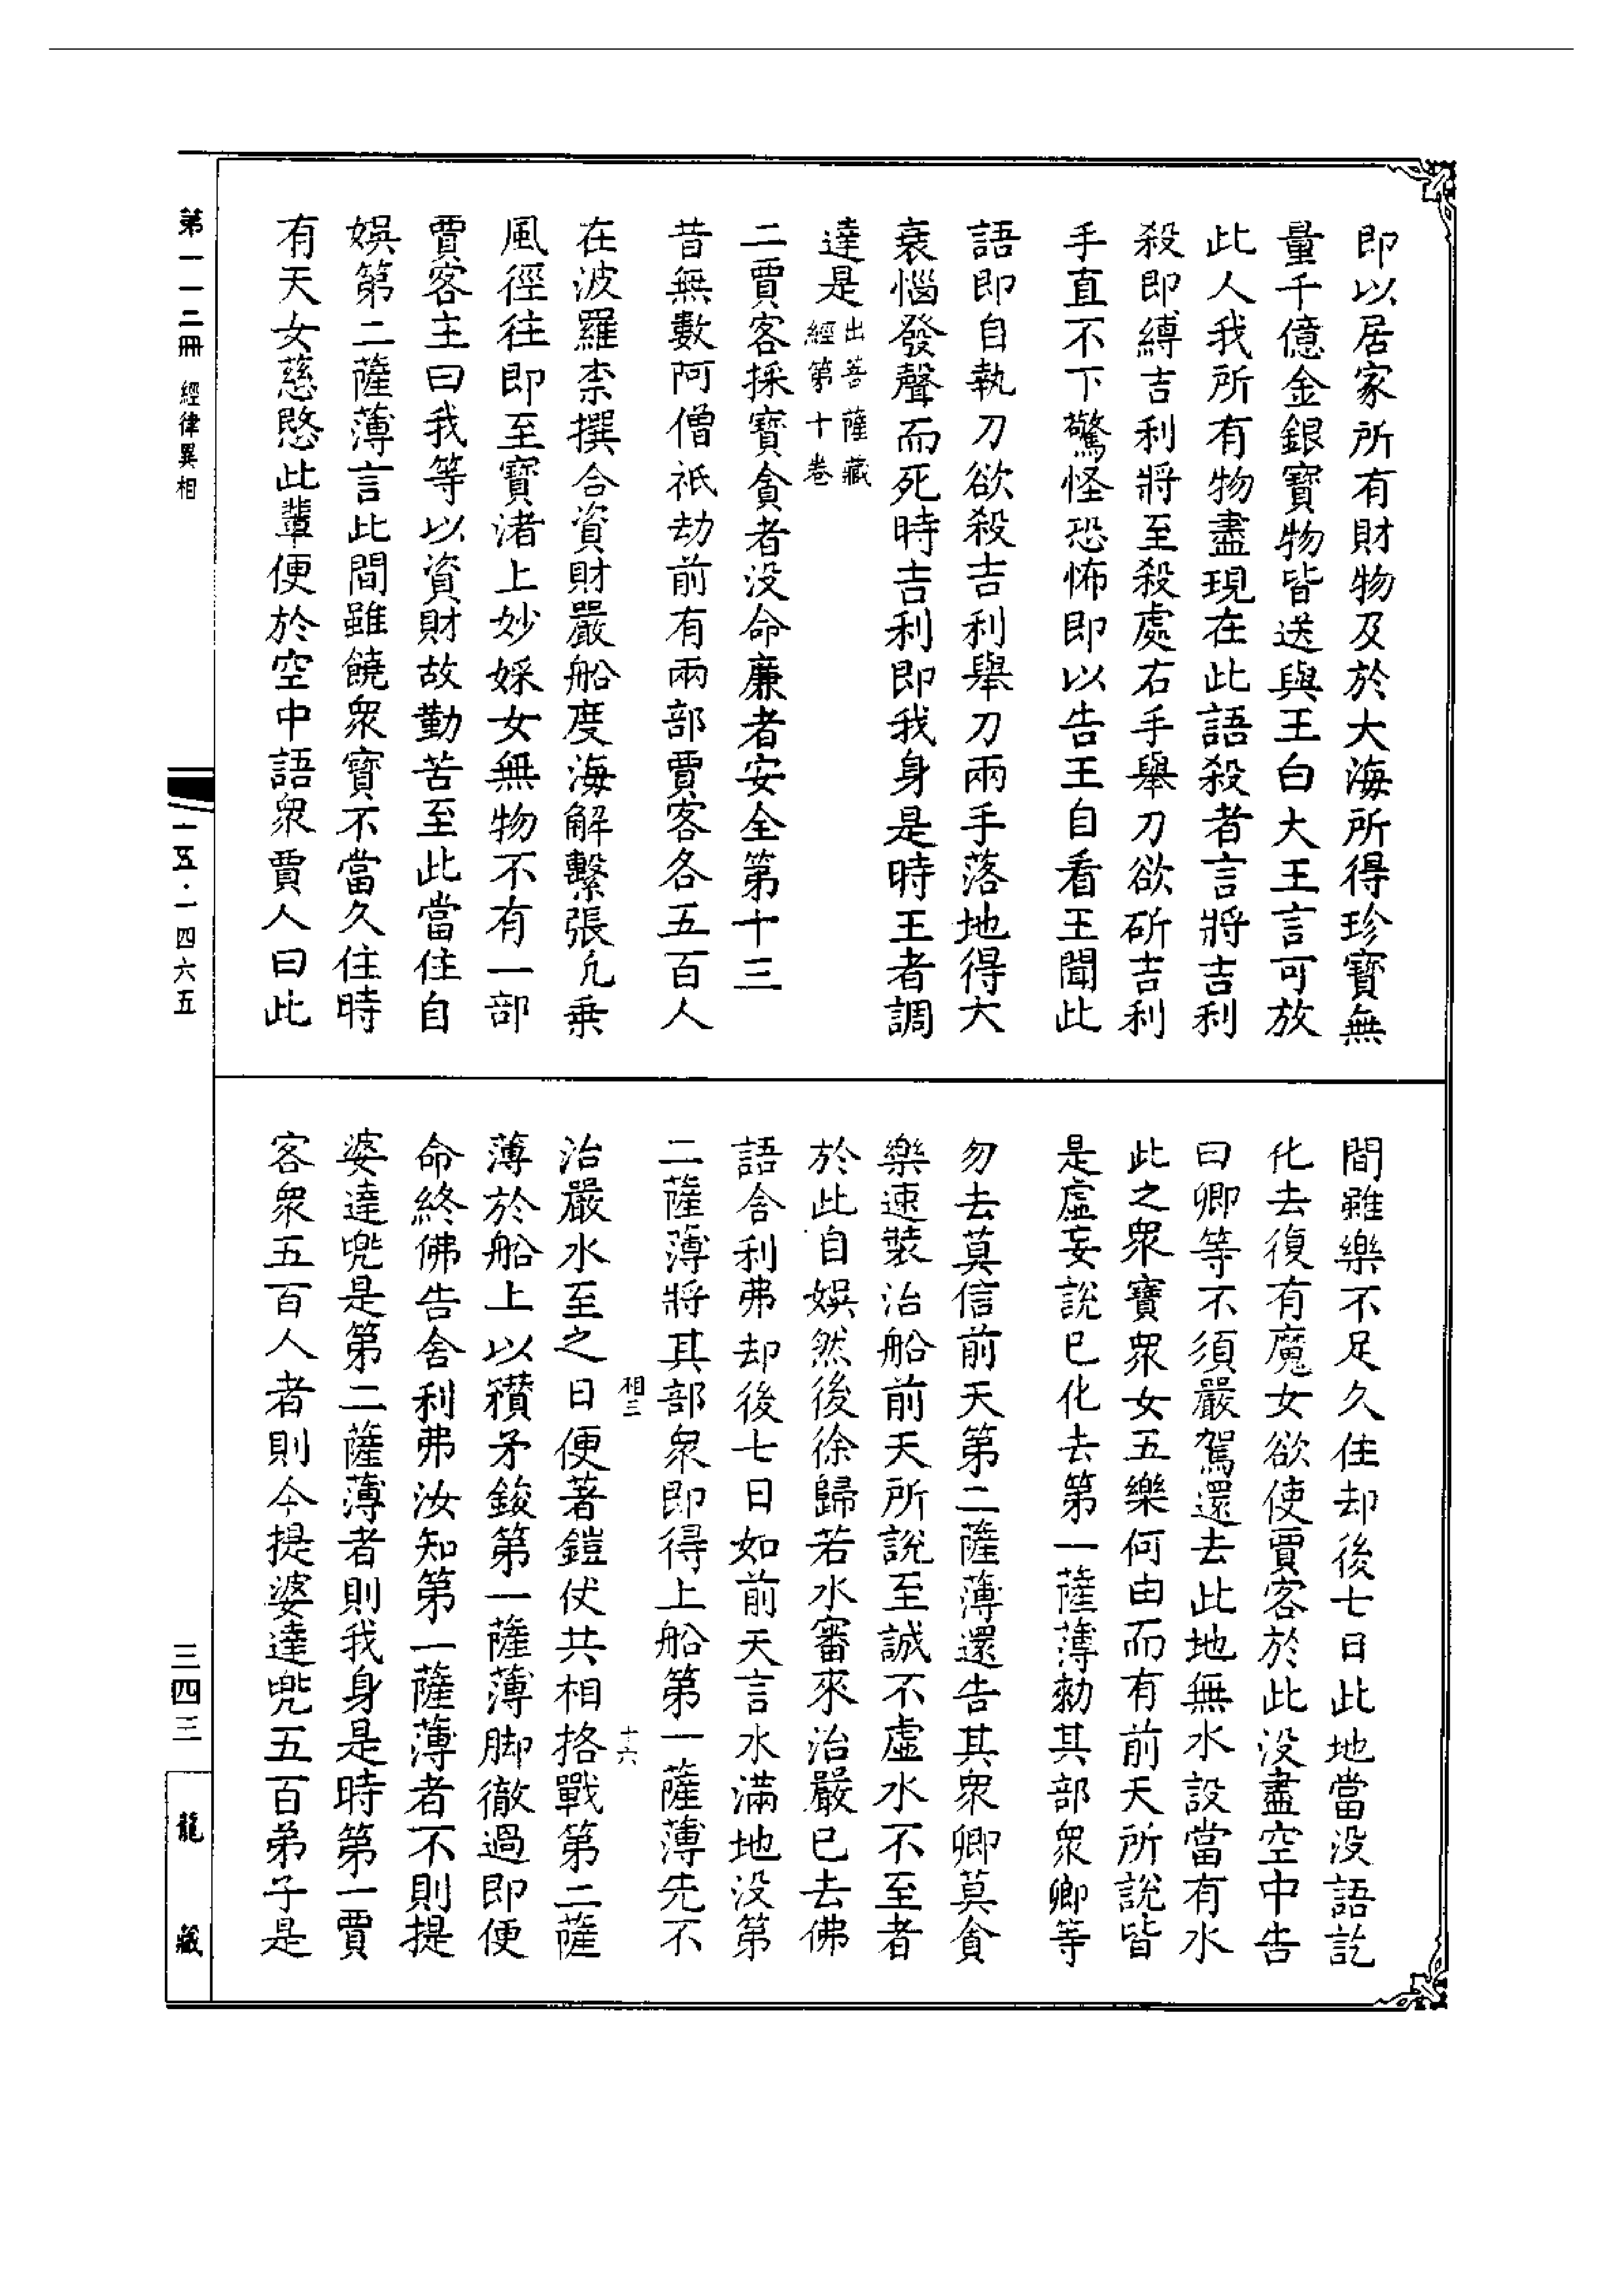 即以居家所有財物及於大海所得珍寶無
量千億金銀寶物皆送與王白大王言可放
此人我所有物盡現在此語殺者言將吉利
殺即縛吉利將至殺處右手舉刀欲斫吉利
手直不下驚怪恐怖即以告王自看王聞此
語即自執刀欲殺吉利舉刀兩手落地得大
衰惱發聲而死時吉利即我身是時王者調
達是出菩薩藏
經第十卷
二賈客採寶貪者没命廉者安全第十三
昔無數阿僧祇劫前有兩部賈客各五百人
在波羅柰撰合資財嚴船度海解繫張凣乗
風徑往即至寶渚上妙婇女無物不有一部
賈客主曰我等以資財故勤苦至此當住自
娛第二薩薄言此間雖饒衆寶不當久住時
有天女慈愍此輩便於空中語衆賈人曰此
間雖樂不足久住却後七日此地當没語訖
化去復有魔女欲使賈客於此没盡空中告
曰卿等不須嚴駕還去此地無水設當有水
此之衆寶衆女五樂何由而有前天所說皆
是虛妄說已化去第一薩薄勑其部衆卿等
勿去莫信前天第二薩薄還告其衆卿莫貪
樂速裝治船前天所說至誠不虛水不至者
於此自娛然後徐歸若水審來治嚴已去佛
語舍利弗却後七日如前天言水滿地没第
二薩薄將其部衆即得上船第一薩薄先不
相三 十六
治嚴水至之日便著鎧伏共相挌戰第二薩
薄於船上以穳矛鋑第一薩薄脚徹過即便
命終佛告舍利弗汝知第一薩薄者不則提
婆達兜是第二薩薄者則我身是時第一賈
客衆五百人者則今提婆達兜五百弟子是
第一一二冊 經律異相
一五·一四六五
三四三
龍藏